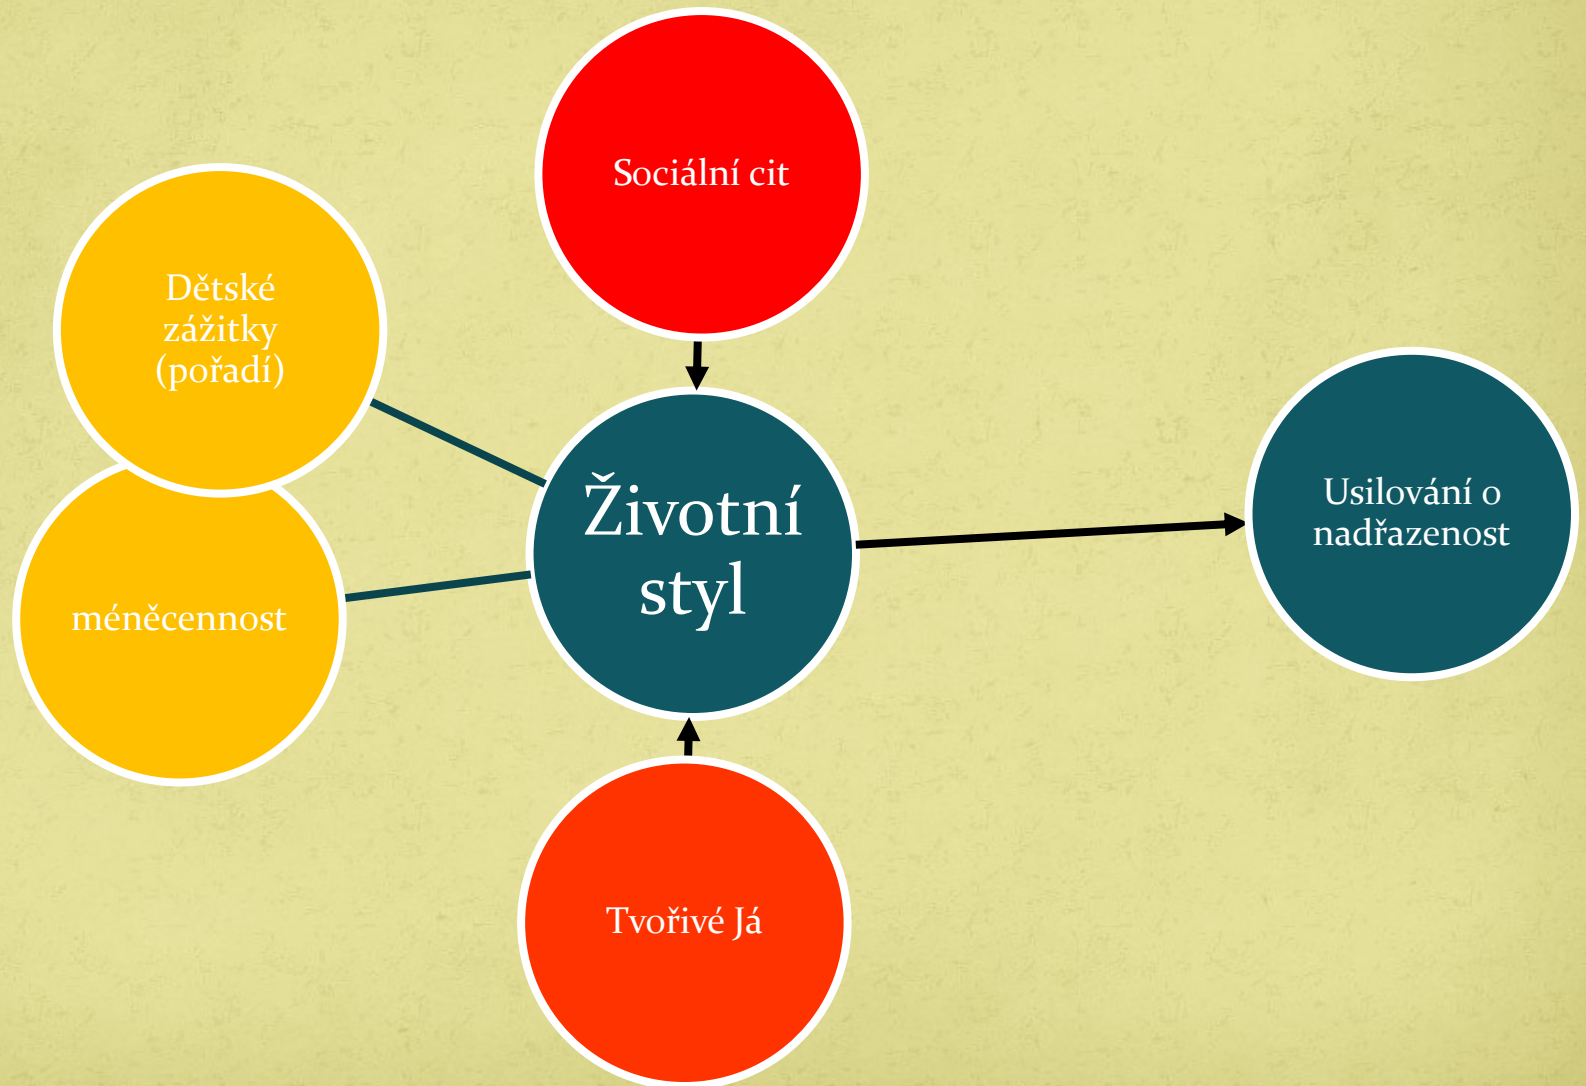 Sociální cit
Dětské
zážitky
(pořadí)
Životní
styl
Usilování o
nadřazenost
méněcennost
Tvořivé Já